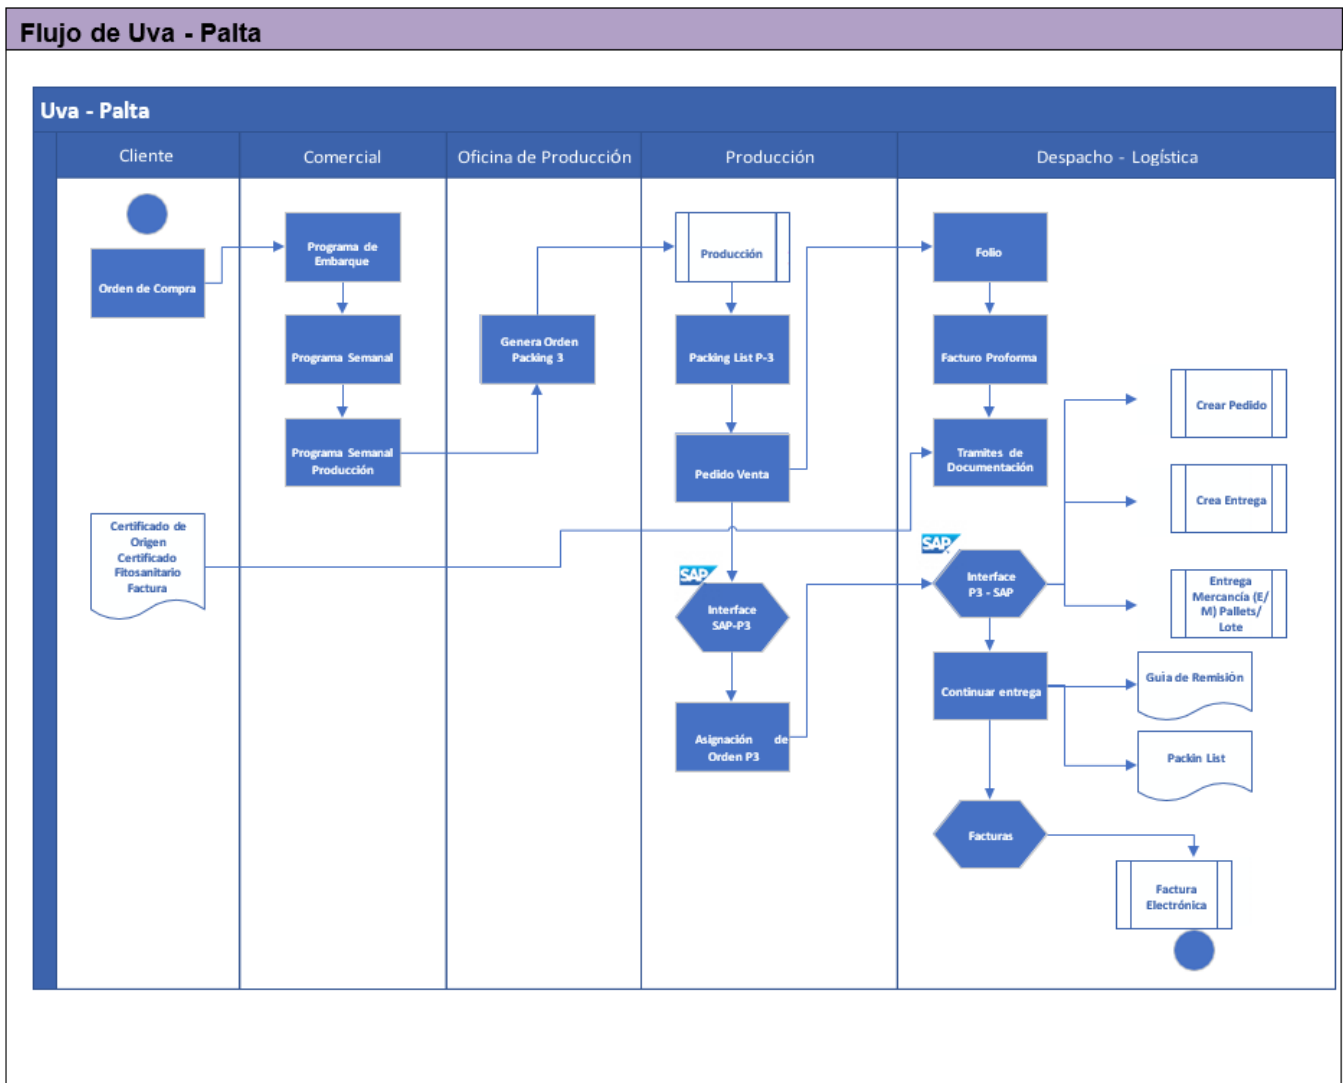 Flujo de Uva - Palta
Uva - Palta
Cliente
Comercial
Oficina de Producción
Producción
Despacho - Logística
Orden de Compra
Certificado de
Origen
Certificado
Fitosanitario
Factura
Programa de
Embarque
Programa Semanal
Programa Semanal
Producción
Genera Orden
Packing 3
Producción
Packing List P-3
Pedido Venta
SAP
Interface
SAP-P3
Asignación de
Orden P3
Folio
Facturo Proforma
Tramites de
Documentación
SAP
Interface
P3 - SAP
Continuar entrega
Facturas
Crear Pedido
Crea Entrega
Entrega
Mercancía (E/
M) Pallets/
Lote
Guia de Remisión
Packin List
Factura
Electrónica